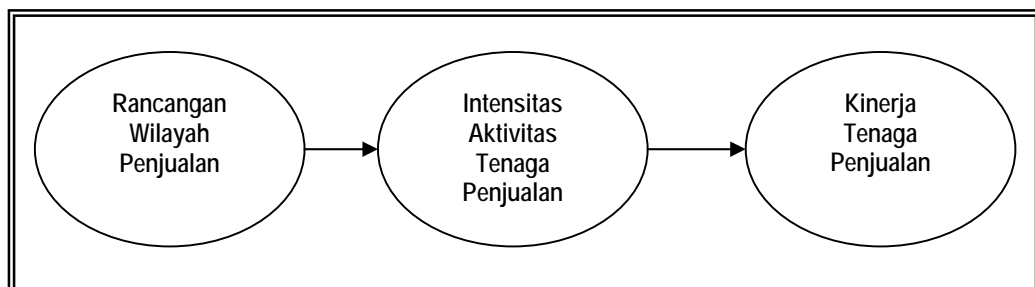 Rancangan
Wilayah
Penjualan
Intensitas
Aktivitas
Tenaga
Penjualan
Kinerja
Tenaga
Penjualan